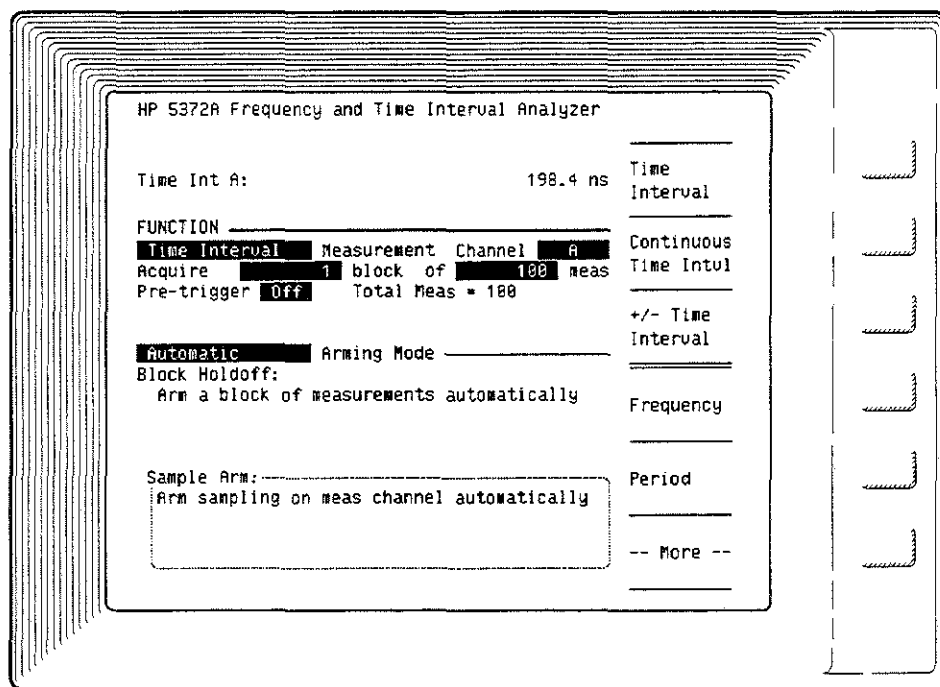 HP 5372A Frequency and Time Interval Analyzer
Time Int A: 198.4 ns
FUNCTION
Time Interval Measurement Channel A
Acquire 1 block of 100 meas
Pre-trigger Off Total Meas = 100
Automatic Arming Mode
Block Holdoff:
Arm a block of measurements automatically
Sample Arm:
Arm sampling on meas channel automatically
Time
Interval
Continuous
Time Intvl
+/- Time
Interval
Frequency
Period
-- More --